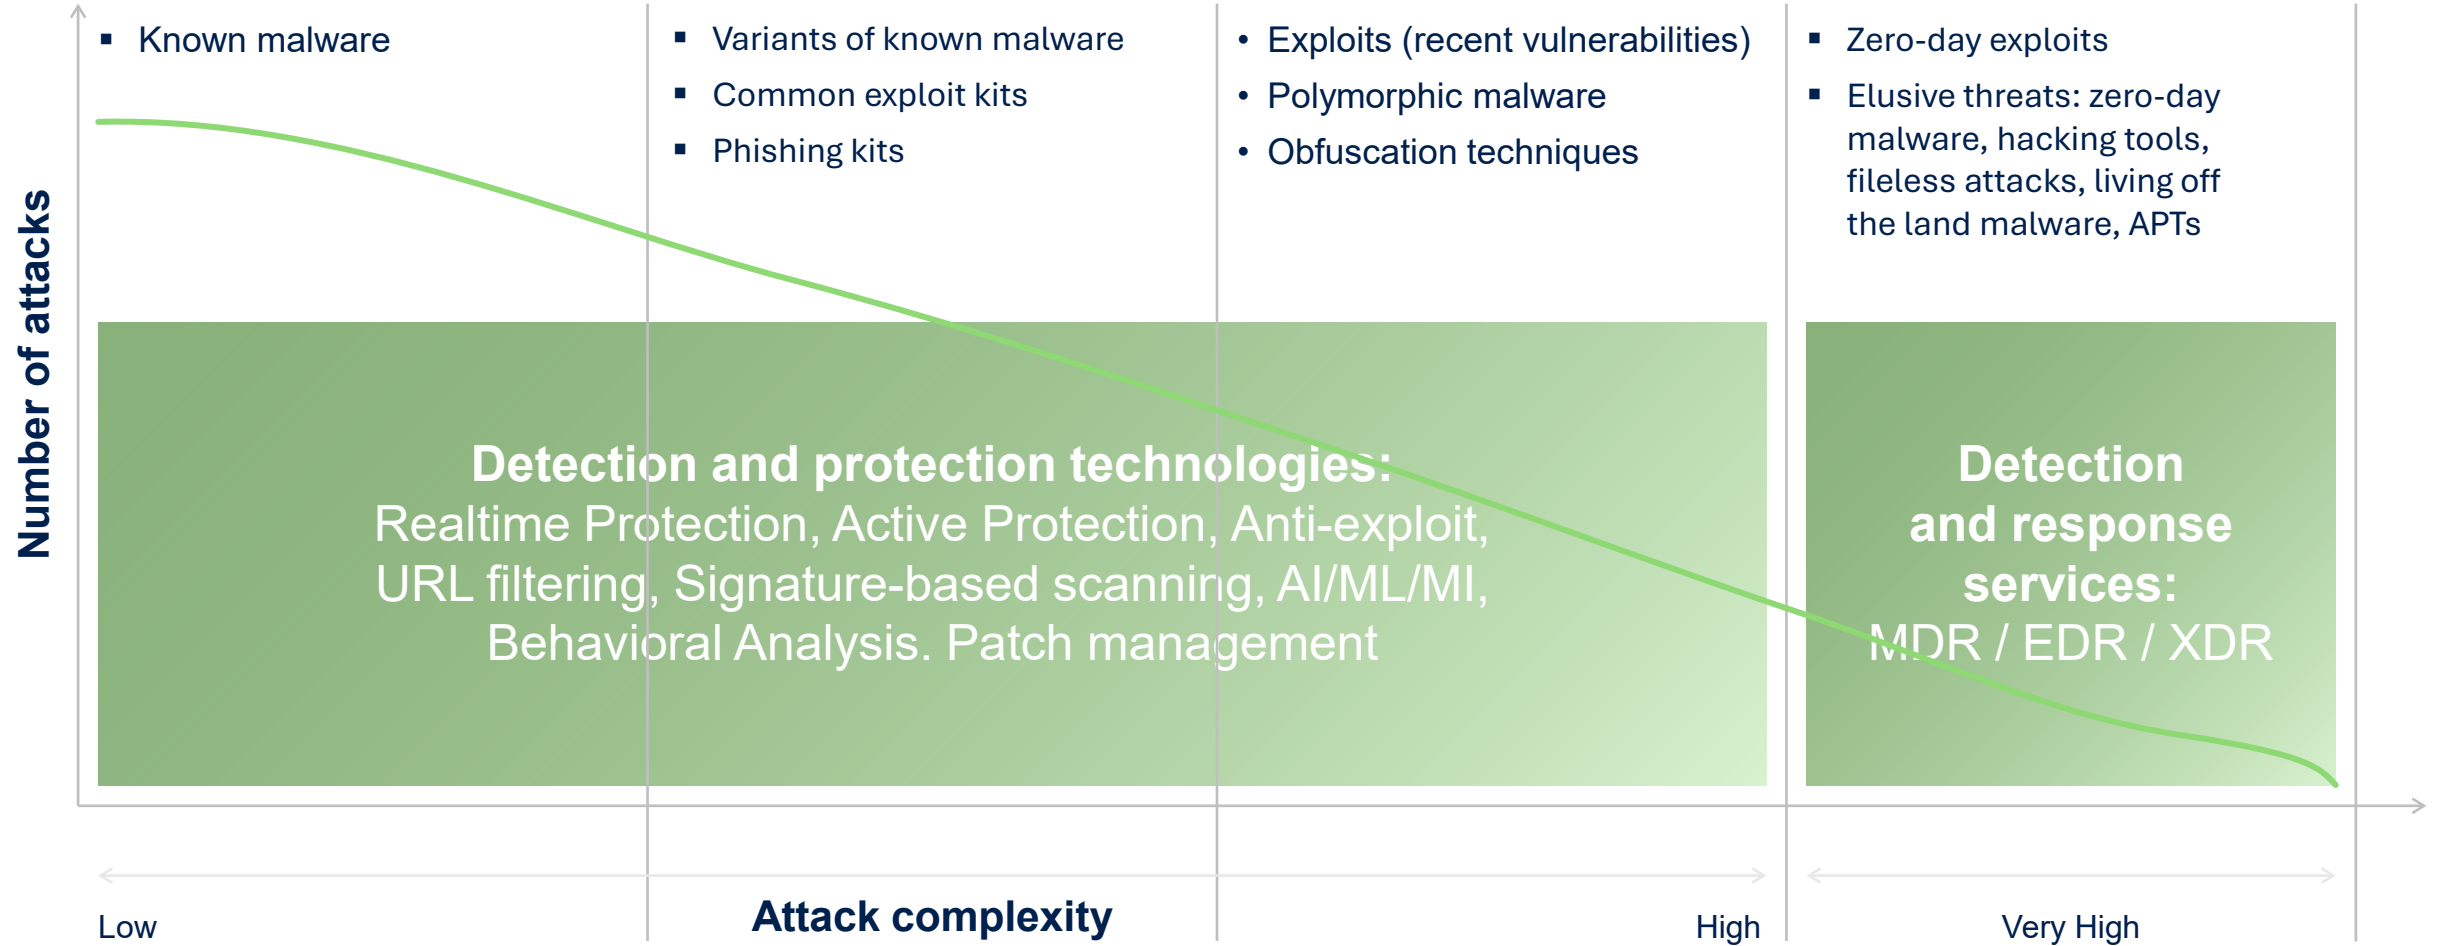 Known malware
Variants of known malware
Common exploit kits
Phishing kits
• Exploits (recent vulnerabilities)
• Polymorphic malware
• Obfuscation techniques
Zero-day exploits
Elusive threats: zero-day
malware, hacking tools,
fileless attacks, living off
the land malware, APTs
Number of attacks
Detection and protection technologies:
Realtime Protection, Active Protection, Anti-exploit,
URL filtering, Signature-based scanning, AI/ML/MI,
Behavioral Analysis. Patch management
Detection
and response
services:
MDR / EDR / XDR
Low
Attack complexity
High
Very High